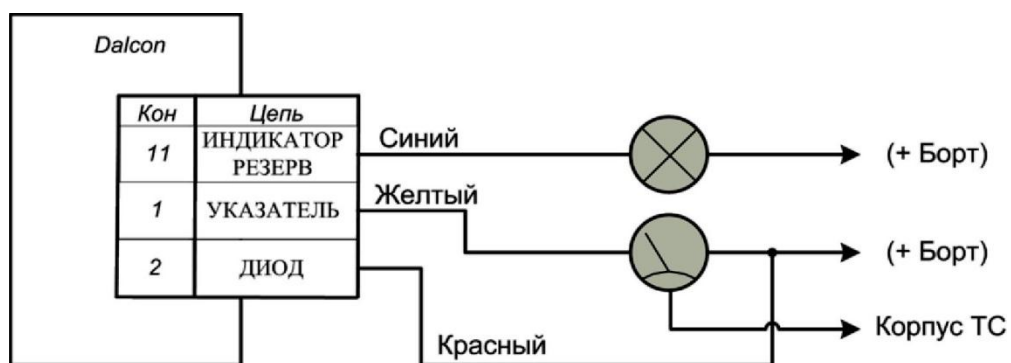 Dalcon
Кон Цепь
11 ИНДИКАТОР РЕЗЕРВ Синий (+ Борт)
1 УКАЗАТЕЛЬ Желтый (+ Борт)
2 ДИОД
Корпус ТС
Красный